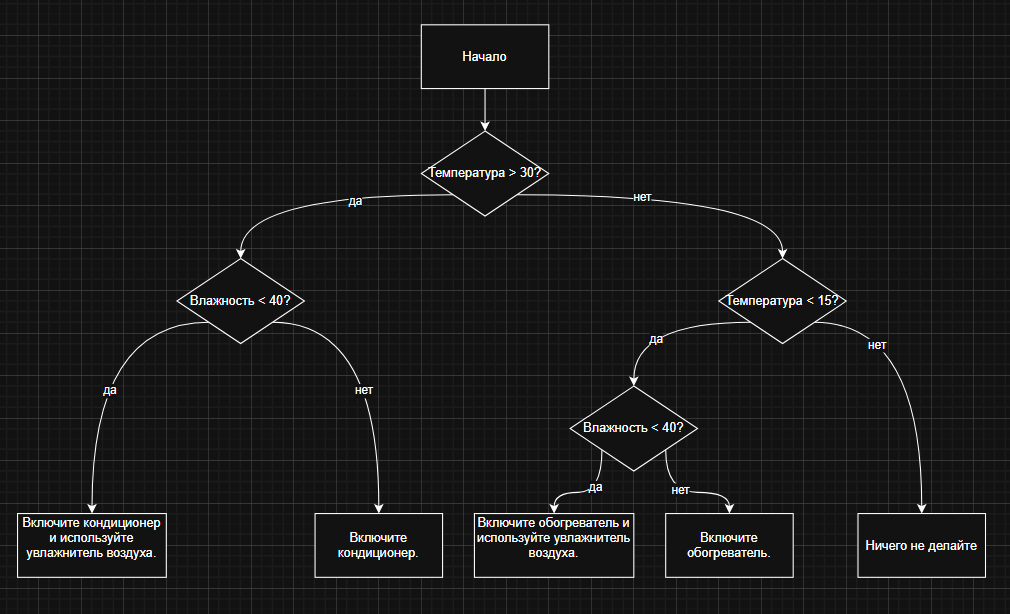 Начало
Температура > 30?
да
нет
Влажность < 40?
Температура < 15?
да
нет
да
нет
Влажность < 40?
да
нет
Включите кондиционер
и используйте
увлажнитель воздуха.
Включите
кондиционер.
Включите обогреватель и
используйте увлажнитель
воздуха.
Включите
обогреватель.
Ничего не делайте